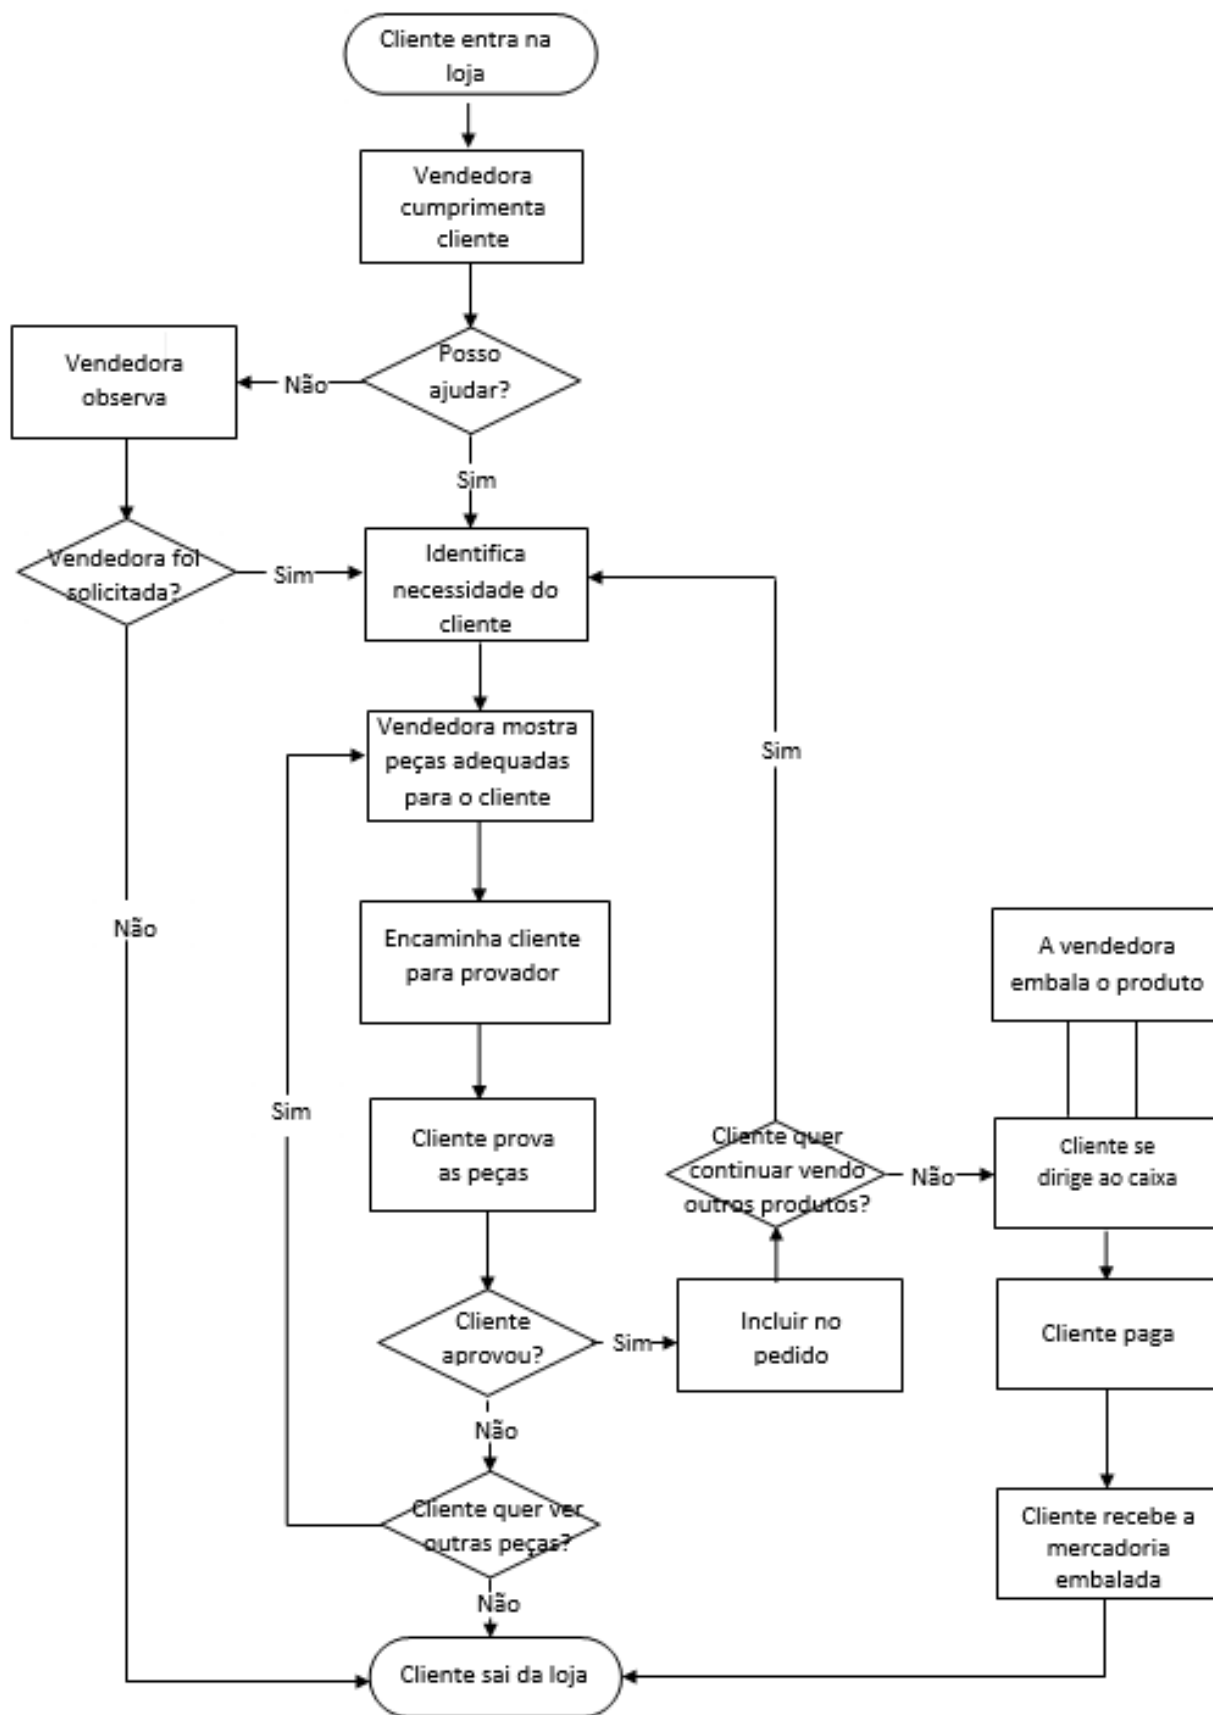 Cliente entra na
loja
Vendedora
cumprimenta
cliente
Posso
ajudar?
Não
Vendedora
observa
Sim
Vendedora foi
solicitada?
Sim
Identifica
necessidade do
cliente
Vendedora mostra
peças adequadas
para o cliente
Sim
Não
Encaminha cliente
para provador
A vendedora
embala o produto
Sim
Cliente prova
as peças
Cliente quer
continuar vendo
outros produtos?
Não
Cliente se
dirige ao caixa
Cliente
aprovou?
Sim
Incluir no
pedido
Cliente paga
Não
Cliente quer ver
outras peças?
Cliente recebe a
mercadoria
embalada
Não
Cliente sai da loja